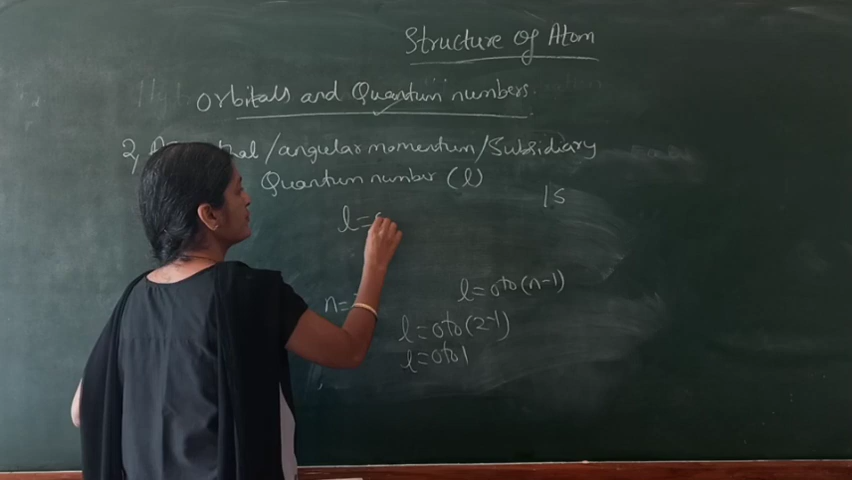 Structure of Atom
Orbitals and Quantum numbers.
2, /angular momentum/Subsidiary
Quantum number (l)
1s
l=
l=0 to (n-1)
n=
l=0 to (2-1)
l=0 to 1